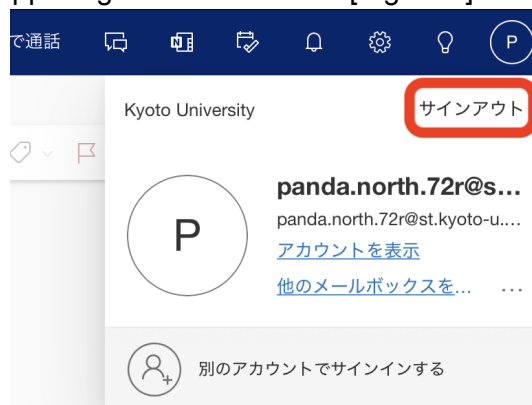 で通話
P
Kyoto University
サインアウト
P
panda.north.72r@s...
panda.north.72r@st.kyoto-u....
アカウントを表示
他のメールボックスを...
別のアカウントでサインインする